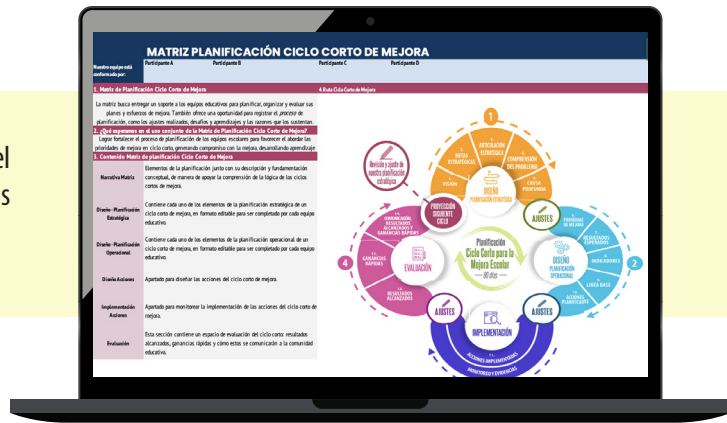 el
s
MATRIZ PLANIFICACIÓN CICLO CORTO DE MEJORA
Nuestro equipo está
conformado por:
Participante A
Participante B
Participante C
Participante D
1. Matriz de Planificación Ciclo Corto de Mejora
La matriz busca entregar un soporte a los equipos educativos para planificar, organizar y evaluar sus
planes y esfuerzos de mejora. También ofrece una oportunidad para registrar el proceso de
planificación, como los ajustes realizados, desafíos y aprendizajes y las razones que los sustentan.
2. ¿Qué esperamos en el uso conjunto de la Matriz de Planificación Ciclo Corto de Mejora?
Lograr fortalecer el proceso de planificación de los equipos escolares para favorecer el abordar las
prioridades de mejora en ciclo corto, generando compromiso con la mejora, desarrollando aprendizaje
3. Contenido Matriz de planificación Ciclo Corto de Mejora
Narrativa Matriz
Elementos de la planificación junto con su descripción y fundamentación
conceptual, de manera de apoyar la comprensión de la lógica de los ciclos
cortos de mejora.
Diseño - Planificación
Estratégica
Contiene cada uno de los elementos de la planificación estratégica de un
ciclo corto de mejora, en formato editable para ser completado por cada equipo
educativo.
Diseño - Planificación
Operacional
Contiene cada uno de los elementos de la planificación operacional de un
ciclo corto de mejora, en formato editable para ser completado por cada equipo
educativo.
Diseño Acciones
Apartado para diseñar las acciones del ciclo corto de mejora.
Implementación
Acciones
Apartado para monitorear la implementación de las acciones del ciclo corto de
mejora.
Evaluación
Esta sección contiene un espacio de evaluación del ciclo corto: resultados
alcanzados, ganancias rápidas y cómo estos se comunicarán a la comunidad
educativa.
4. Ruta Ciclo Corto de Mejora
1
VISIÓN
METAS
ESTRATÉGICAS
ARTICULACIÓN
ESTRATÉGICA
COMPRENSIÓN
DEL PROBLEMA
CAUSA
PROFUNDA
DISEÑO
PLANIFICACIÓN ESTRATÉGICA
Revisión y ajuste de
nuestra planificación
estratégica
PROYECCIÓN
SIGUIENTE
CICLO
AJUSTES
PRIORIDAD
DE MEJORA
RESULTADOS
ESPERADOS
INDICADORES
LÍNEA BASE
ACCIONES
PLANIFICADAS
DISEÑO
PLANIFICACIÓN
OPERACIONAL
2
Planificación
Ciclo Corto para la
Mejora Escolar
— 80 días —
COMUNICACIÓN,
RESULTADOS
ALCANZADOS Y
GANANCIAS RÁPIDAS
GANANCIAS
RÁPIDAS
RESULTADOS
ALCANZADOS
EVALUACIÓN
4
AJUSTES
AJUSTES
IMPLEMENTACIÓN
ACCIONES IMPLEMENTADAS
MONITOREO Y EVIDENCIAS